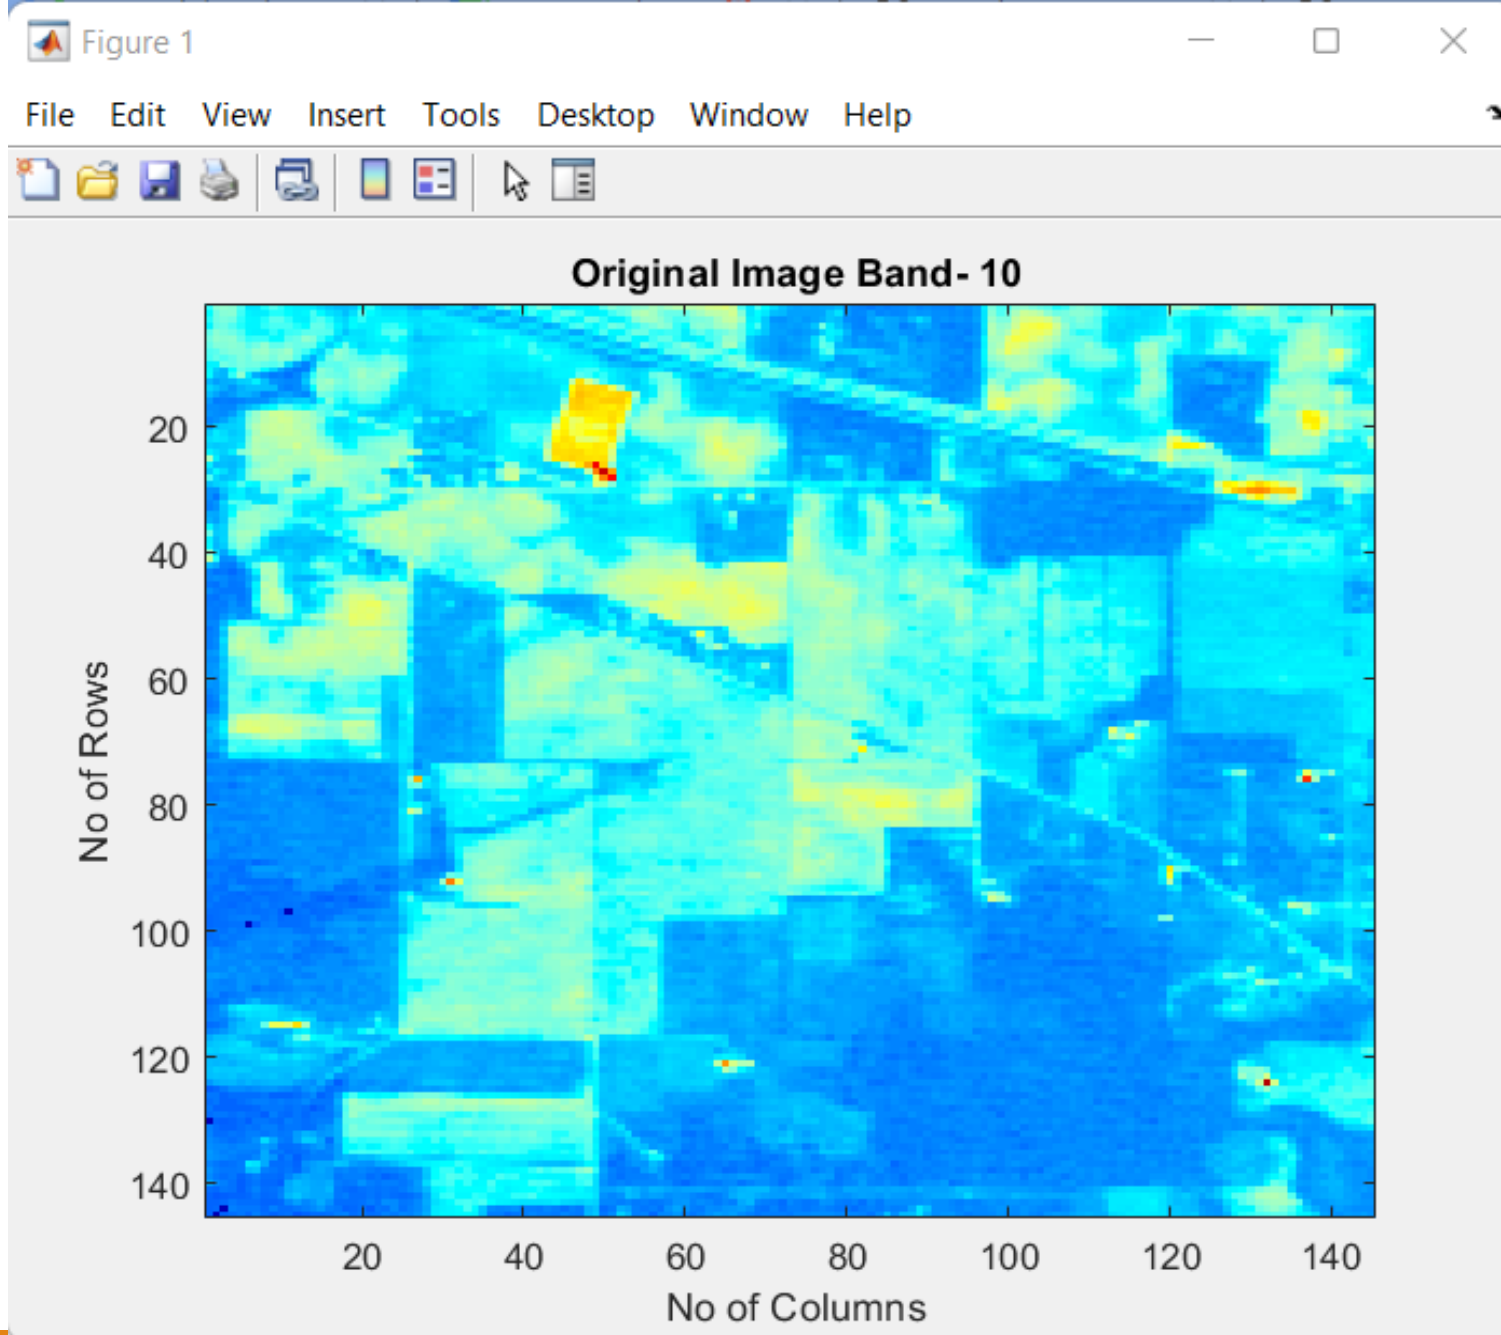 Figure 1
File Edit View Insert Tools Desktop Window Help
Original Image Band- 10
20
40
60
80
100
120
140
No of Rows
20 40 60 80 100 120 140
No of Columns